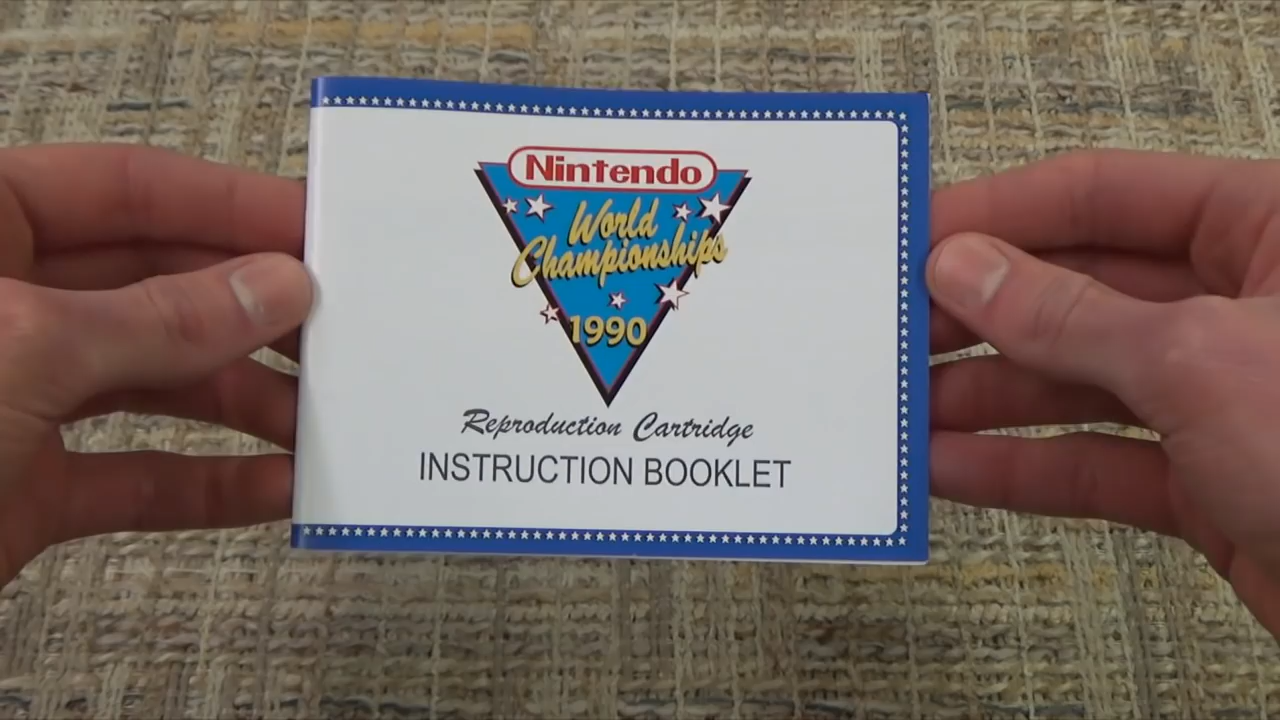 Nintendo
World
Championships
1990
Reproduction Cartridge
INSTRUCTION BOOKLET